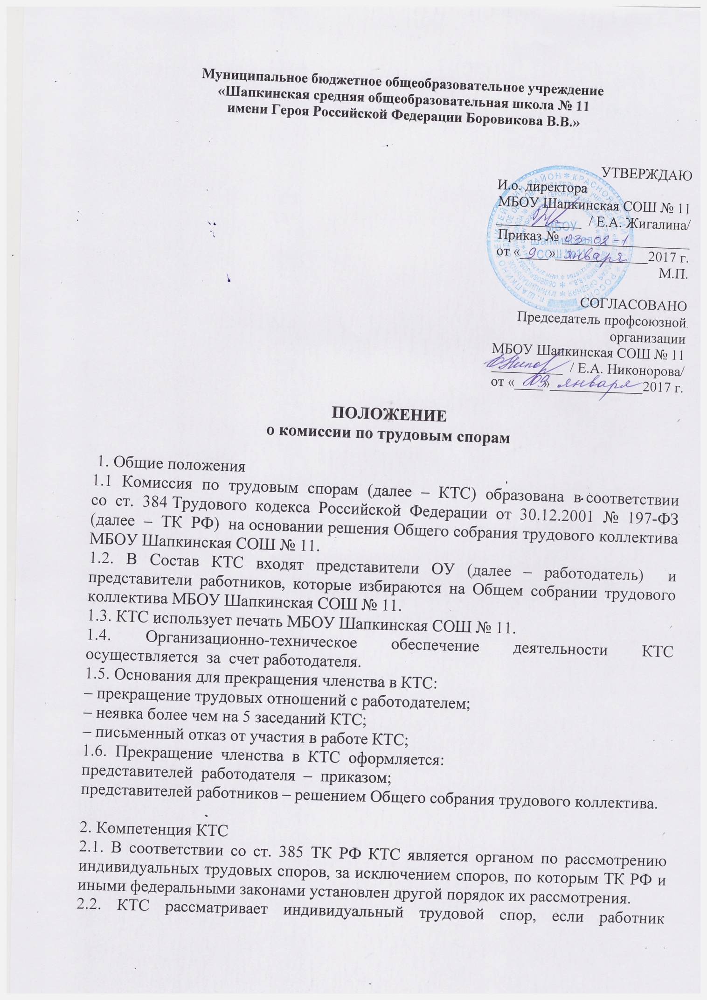 Муниципальное бюджетное общеобразовательное учреждение
«Шапкинская средняя общеобразовательная школа № 11
имени Героя Российской Федерации Боровикова В.В.»
УТВЕРЖДАЮ
И.о. директора
МБОУ Шапкинская СОШ № 11
____________ / Е.А. Жигалина/
Приказ № 03-02-1
от «9» января 2017 г.
М.П.
МБОУ
Шапкинская
СОШ №11
СОГЛАСОВАНО
Председатель профсоюзной
организации
МБОУ Шапкинская СОШ № 11
__________ / Е.А. Никонорова/
от «09» января 2017 г.
ПОЛОЖЕНИЕ
о комиссии по трудовым спорам
1. Общие положения
1.1 Комиссия по трудовым спорам (далее – КТС) образована в соответствии
со ст. 384 Трудового кодекса Российской Федерации от 30.12.2001 № 197-ФЗ
(далее – ТК РФ) на основании решения Общего собрания трудового коллектива
МБОУ Шапкинская СОШ № 11.
1.2. В Состав КТС входят представители ОУ (далее – работодатель) и
представители работников, которые избираются на Общем собрании трудового
коллектива МБОУ Шапкинская СОШ № 11.
1.3. КТС использует печать МБОУ Шапкинская СОШ № 11.
1.4. Организационно-техническое обеспечение деятельности КТС
осуществляется за счет работодателя.
1.5. Основания для прекращения членства в КТС:
– прекращение трудовых отношений с работодателем;
– неявка более чем на 5 заседаний КТС;
– письменный отказ от участия в работе КТС;
1.6. Прекращение членства в КТС оформляется:
представителей работодателя – приказом;
представителей работников – решением Общего собрания трудового коллектива.
2. Компетенция КТС
2.1. В соответствии со ст. 385 ТК РФ КТС является органом по рассмотрению
индивидуальных трудовых споров, за исключением споров, по которым ТК РФ и
иными федеральными законами установлен другой порядок их рассмотрения.
2.2. КТС рассматривает индивидуальный трудовой спор, если работник